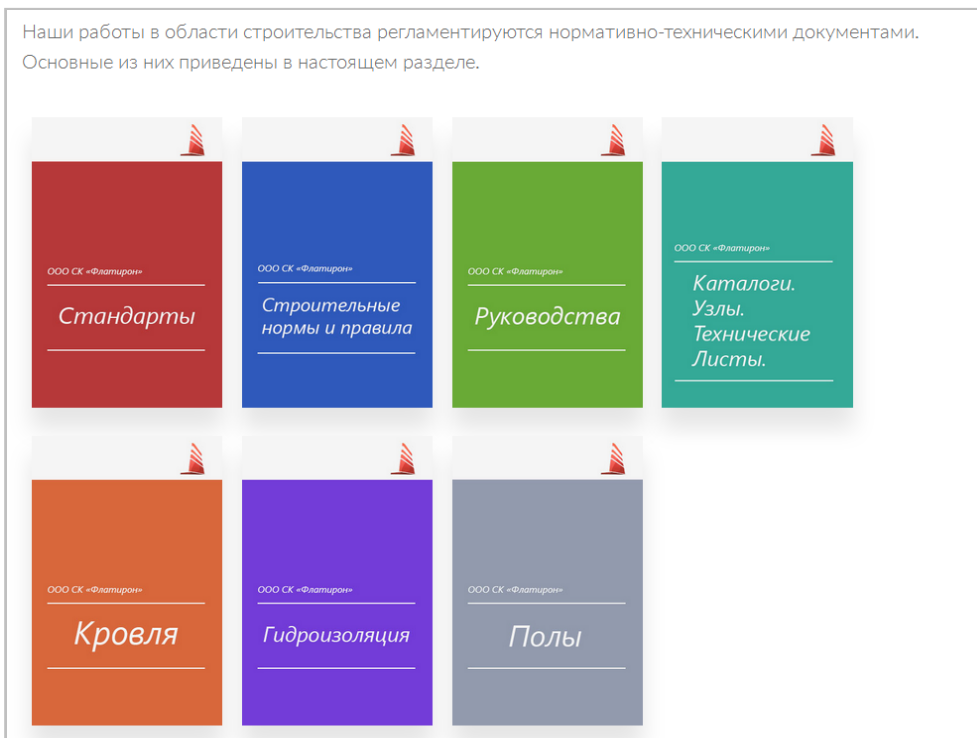 Наши работы в области строительства регламентируются нормативно-техническими документами.
Основные из них приведены в настоящем разделе.
ООО СК «Флатирон»
Стандарты
ООО СК «Флатирон»
Строительные
нормы и правила
ООО СК «Флатирон»
Руководства
ООО СК «Флатирон»
Каталоги.
Узлы.
Технические
Листы.
ООО СК «Флатирон»
Кровля
ООО СК «Флатирон»
Гидроизоляция
ООО СК «Флатирон»
Полы